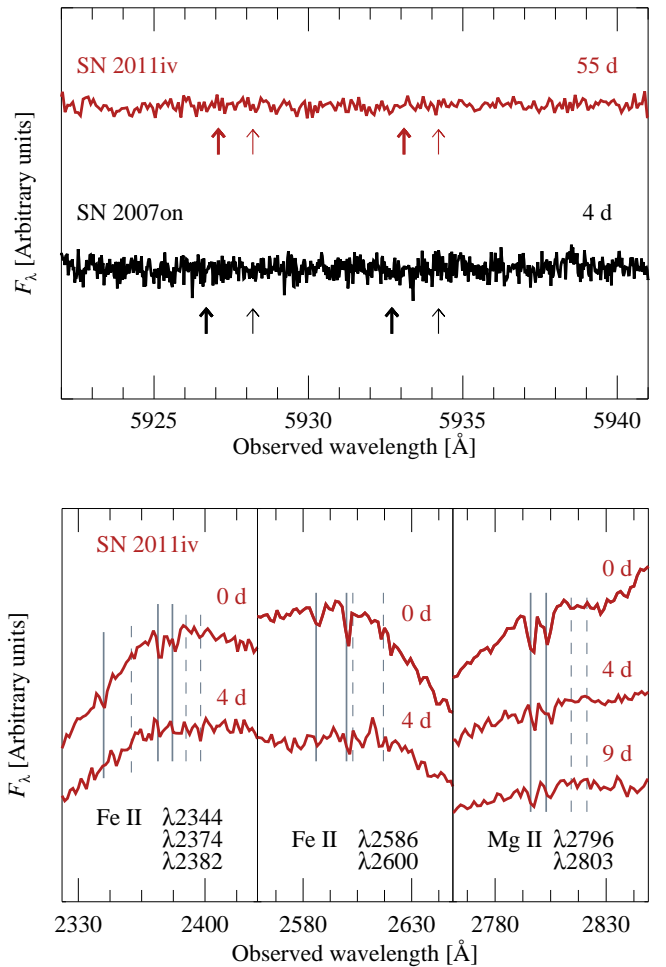 SN 2011iv 55 d
SN 2007on 4 d
F_λ [Arbitrary units]
5925 5930 5935 5940
Observed wavelength [Å]
SN 2011iv
0 d 0 d 0 d
4 d 4 d 4 d
9 d
F_λ [Arbitrary units]
Fe II λ2344
λ2374
λ2382
Fe II λ2586
λ2600
Mg II λ2796
λ2803
2330 2400 2580 2630 2780 2830
Observed wavelength [Å] Observed wavelength [Å]